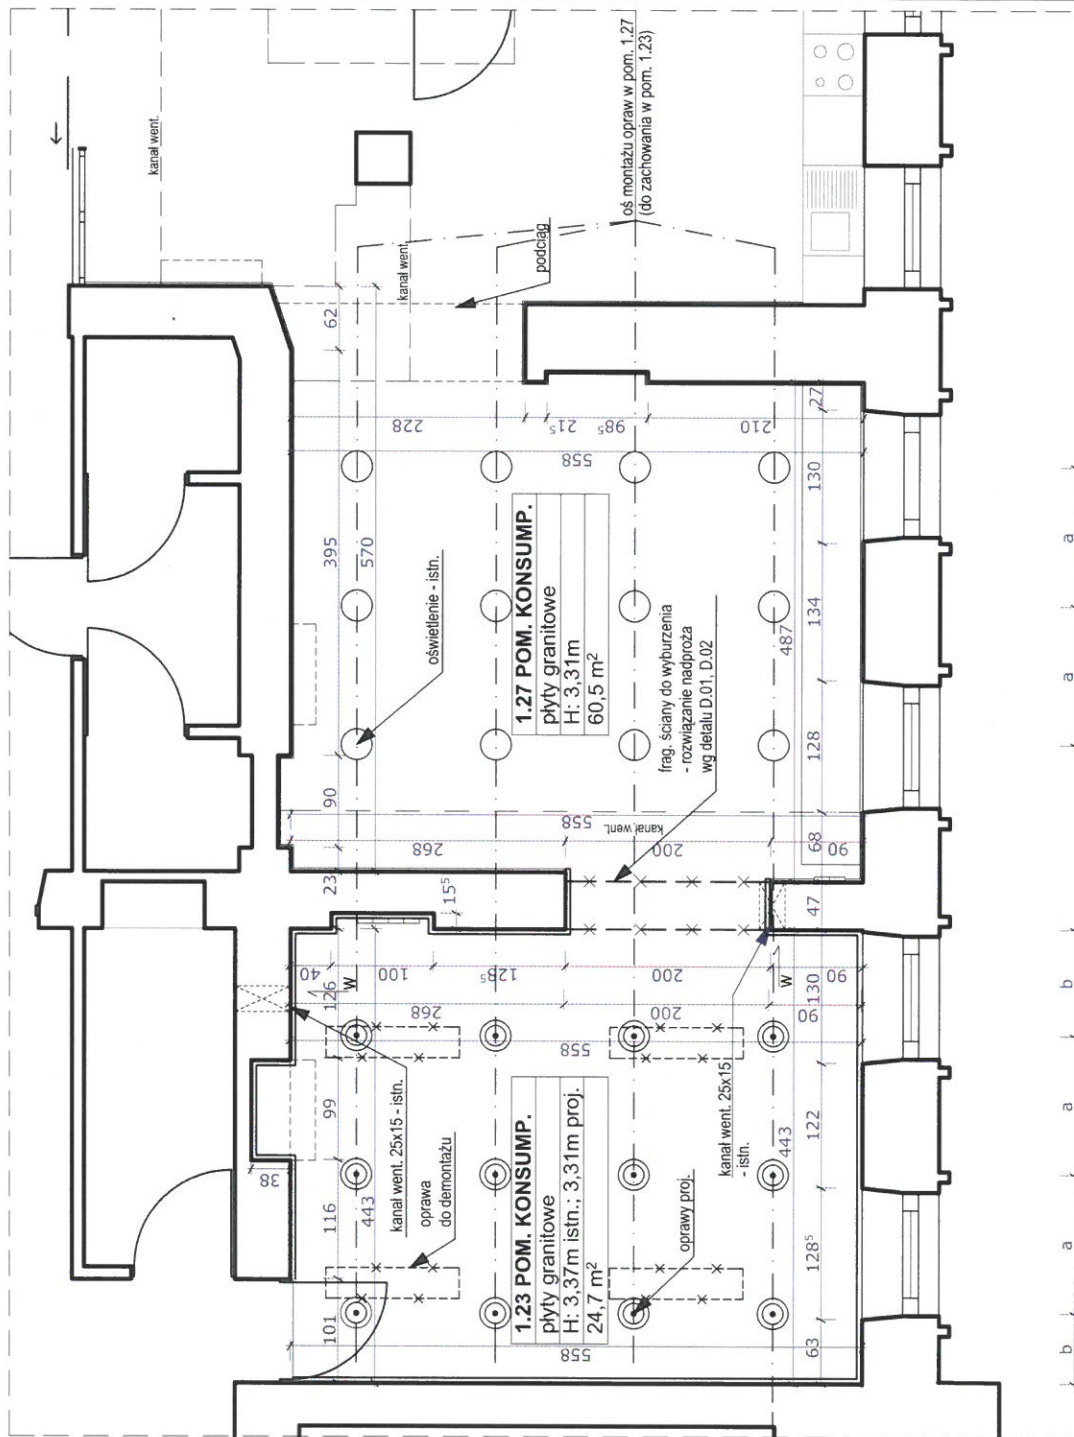 kanał went.
oś montażu opraw w pom. 1.27
(do zachowania w pom. 1.23)
podciąg
kanał went.
62
27
228
21⁵
98⁵
210
558
395
570
130
oświetlenie - istn.
1.27 POM. KONSUMP.
płyty granitowe
H: 3,31m
60,5 m²
134
487
frag. ściany do wyburzenia
- rozwiązanie nadproża
wg detalu D.01, D.02
128
90
558
kanał went.
268
200
68
90
23
15⁵
47
40
100
128⁵
200
90
126
W
W
130
268
200
90
558
99
38
kanał went. 25x15 - istn.
oprawa
do demontażu
kanał went. 25x15
- istn.
122
443
116
443
1.23 POM. KONSUMP.
płyty granitowe
H: 3,37m istn.; 3,31m proj.
24,7 m²
oprawy proj.
128⁵
101
558
63
a
a
b
a
a
b